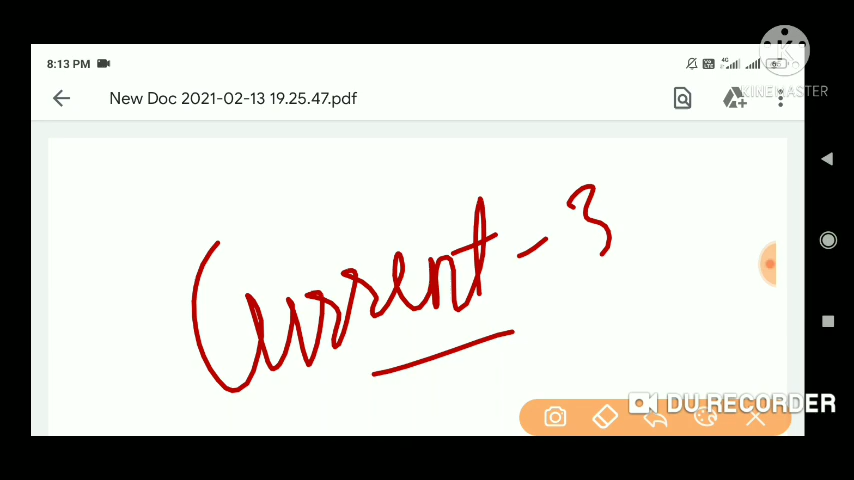 8:13 PM
KINEMASTER
New Doc 2021-02-13 19.25.47.pdf
Current - 3
DU RECORDER